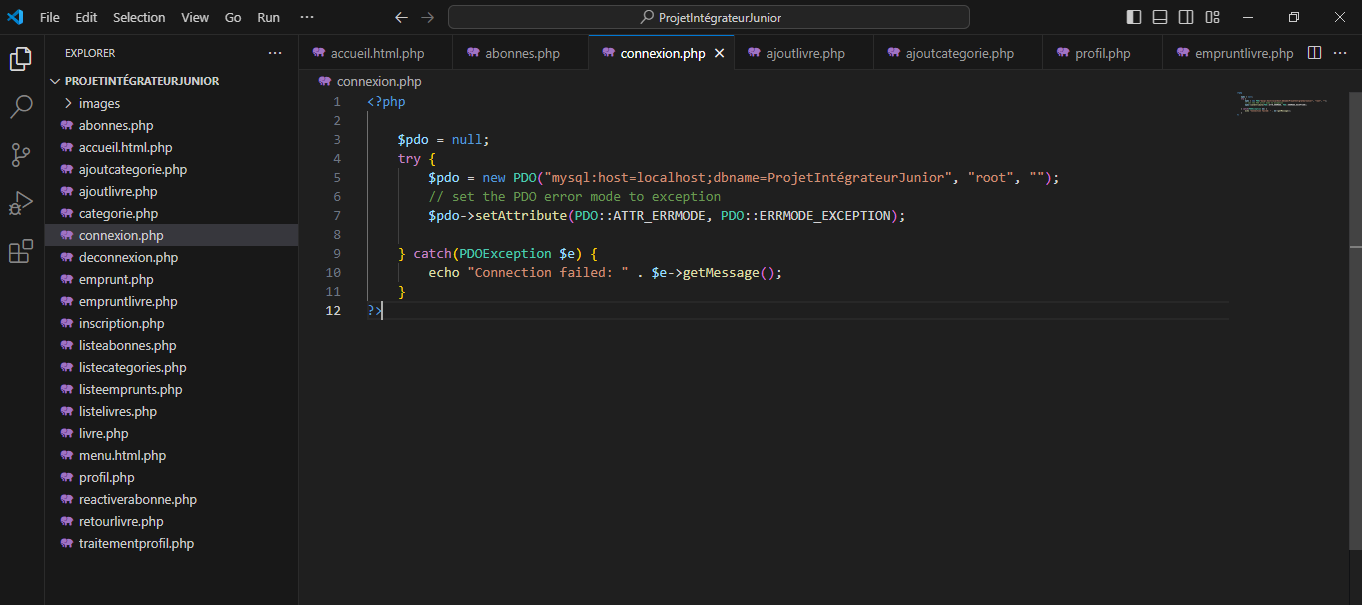 File Edit Selection View Go Run ··· ProjetIntégrateurJunior
EXPLORER ···
PROJETINTÉGRATEURJUNIOR
images
abonnes.php
accueil.html.php
ajoutcategorie.php
ajoutlivre.php
categorie.php
connexion.php
deconnexion.php
emprunt.php
empruntlivre.php
inscription.php
listeabonnes.php
listecategories.php
listeemprunts.php
listelivres.php
livre.php
menu.html.php
profil.php
reactiverabonne.php
retourlivre.php
traitementprofil.php
accueil.html.php abonnes.php connexion.php ajoutlivre.php ajoutcategorie.php profil.php empruntlivre.php ···
connexion.php
1 <?php
2
3 $pdo = null;
4 try {
5 $pdo = new PDO("mysql:host=localhost;dbname=ProjetIntégrateurJunior", "root", "");
6 // set the PDO error mode to exception
7 $pdo->setAttribute(PDO::ATTR_ERRMODE, PDO::ERRMODE_EXCEPTION);
8
9 } catch(PDOException $e) {
10 echo "Connection failed: " . $e->getMessage();
11 }
12 ?>